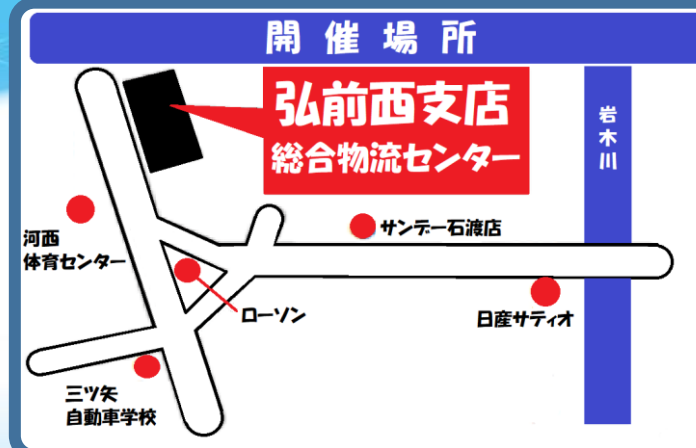 開催場所
弘前西支店
総合物流センター
岩木川
サンデー石渡店
河西
体育センター
ローソン
日産サティオ
三ツ矢
自動車学校